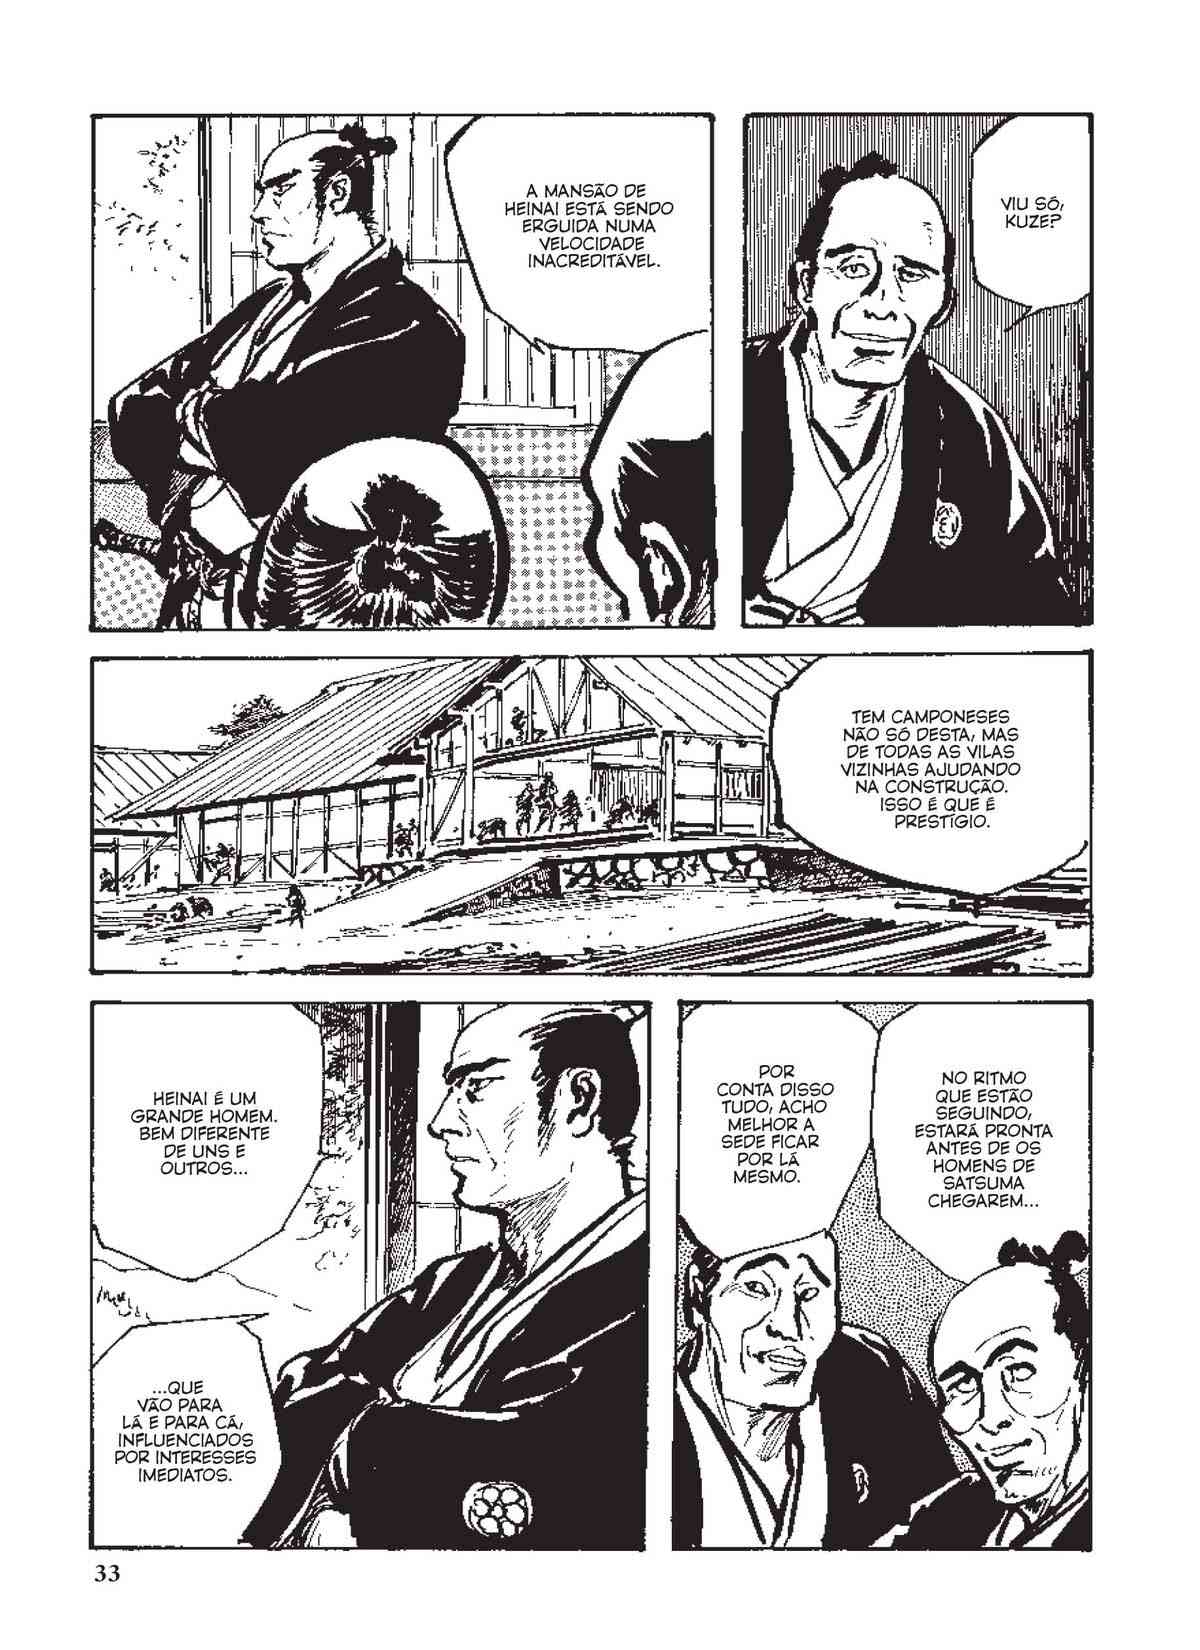 VIU SÓ,
KUZE?
A MANSÃO DE
HEINAI ESTÁ SENDO
ERGUIDA NUMA
VELOCIDADE
INACREDITÁVEL.
TEM CAMPONESES
NÃO SÓ DESTA, MAS
DE TODAS AS VILAS
VIZINHAS AJUDANDO
NA CONSTRUÇÃO.
ISSO É QUE É
PRESTÍGIO.
NO RITMO
QUE ESTÃO
SEGUINDO,
ESTARÁ PRONTA
ANTES DE OS
HOMENS DE
SATSUMA
CHEGAREM...
POR
CONTA DISSO
TUDO, ACHO
MELHOR A
SEDE FICAR
POR LÁ
MESMO.
HEINAI É UM
GRANDE HOMEM.
BEM DIFERENTE
DE UNS E
OUTROS...
...QUE
VÃO PARA
LÁ E PARA CÁ,
INFLUENCIADOS
POR INTERESSES
IMEDIATOS.
33